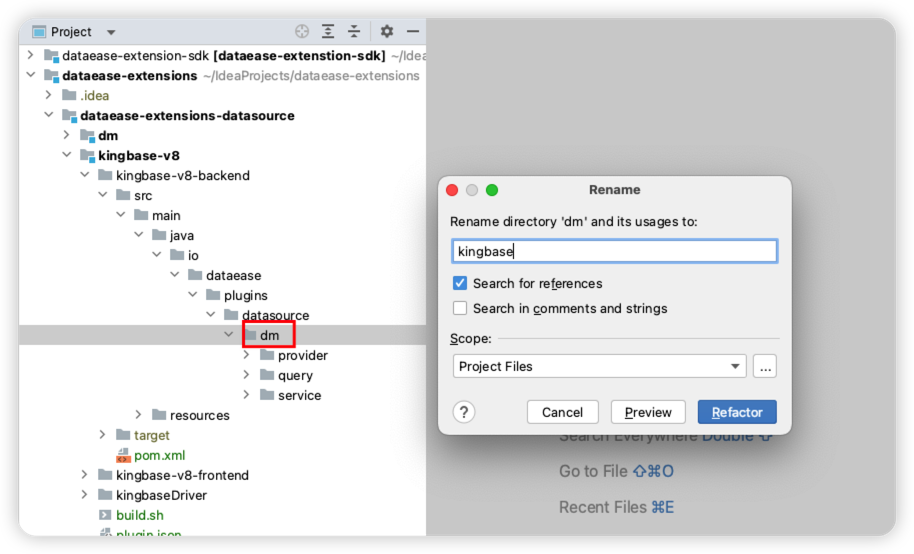 Project
dataease-extension-sdk [dataease-extenstion-sdk] ~/Idea
dataease-extensions ~/IdeaProjects/dataease-extensions
.idea
dataease-extensions-datasource
dm
kingbase-v8
kingbase-v8-backend
src
main
java
io
dataease
plugins
datasource
dm
provider
query
service
resources
target
pom.xml
kingbase-v8-frontend
kingbaseDriver
build.sh
plugin.json
Rename
Rename directory 'dm' and its usages to:
kingbase
Search for references
Search in comments and strings
Scope:
Project Files
...
?
Cancel
Preview
Refactor
Search Everywhere Double ⇧
Go to File ⇧⌘O
Recent Files ⌘E